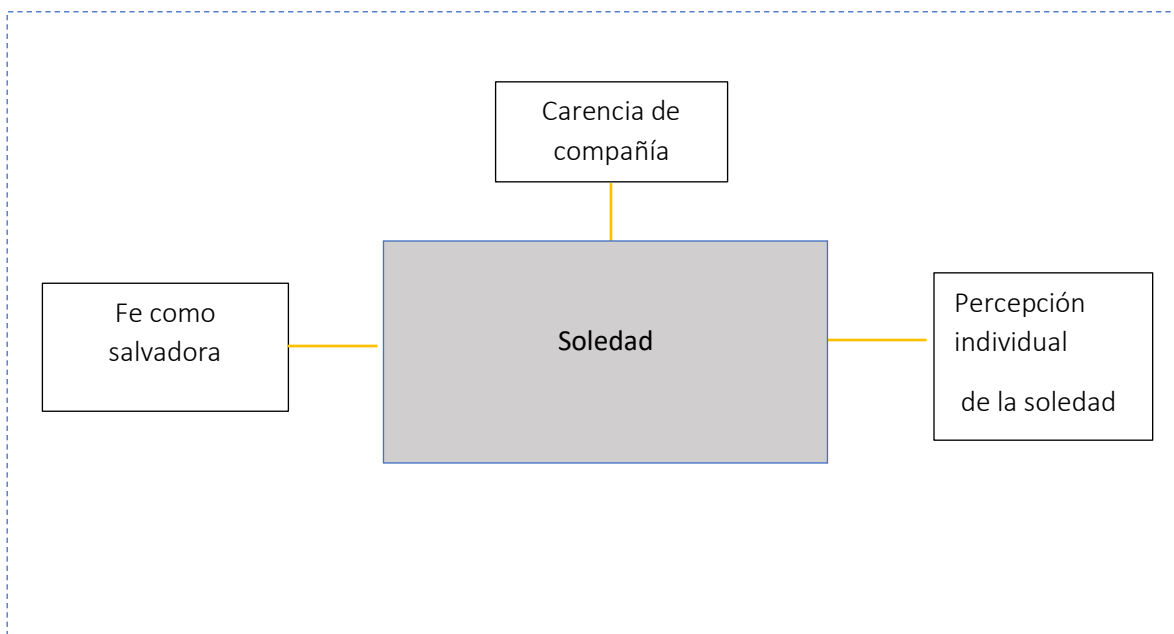 Carencia de
compañía
Fe como
salvadora
Soledad
Percepción
individual
de la soledad